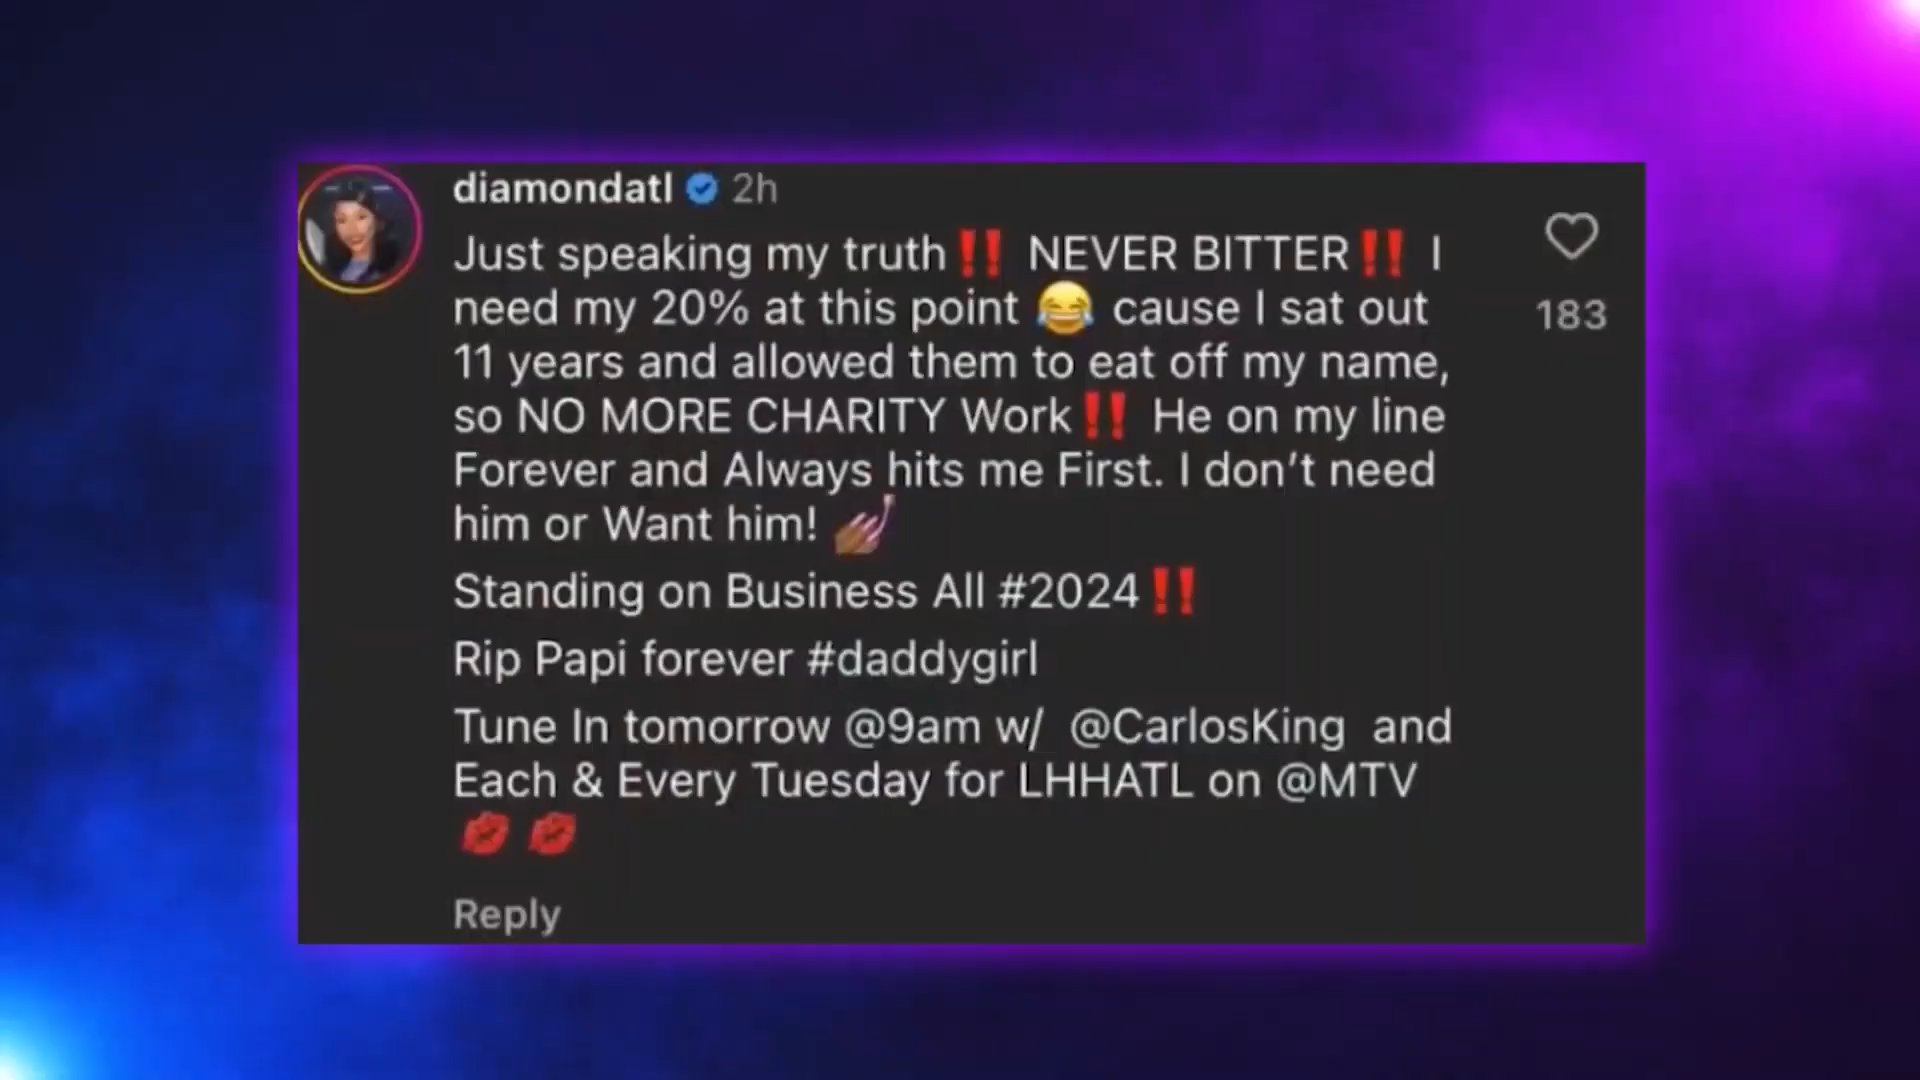 diamondatl 2h
Just speaking my truth‼️ NEVER BITTER‼️ I
need my 20% at this point 😂 cause I sat out
11 years and allowed them to eat off my name,
so NO MORE CHARITY Work‼️ He on my line
Forever and Always hits me First. I don’t need
him or Want him! 💅🏾
Standing on Business All #2024‼️
Rip Papi forever #daddygirl
Tune In tomorrow @9am w/ @CarlosKing and
Each & Every Tuesday for LHHATL on @MTV
💋 💋
183
Reply